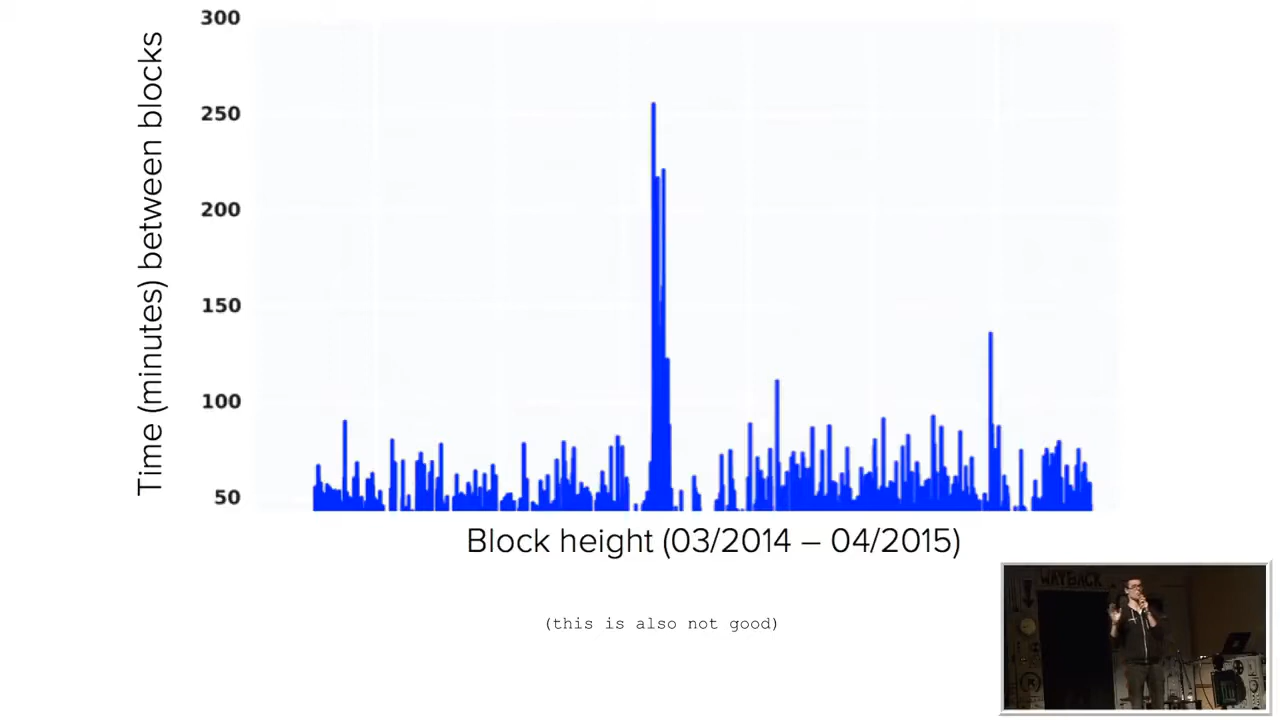 300
250
200
150
100
50
Time (minutes) between blocks
Block height (03/2014 – 04/2015)
(this is also not good)
WAYBACK